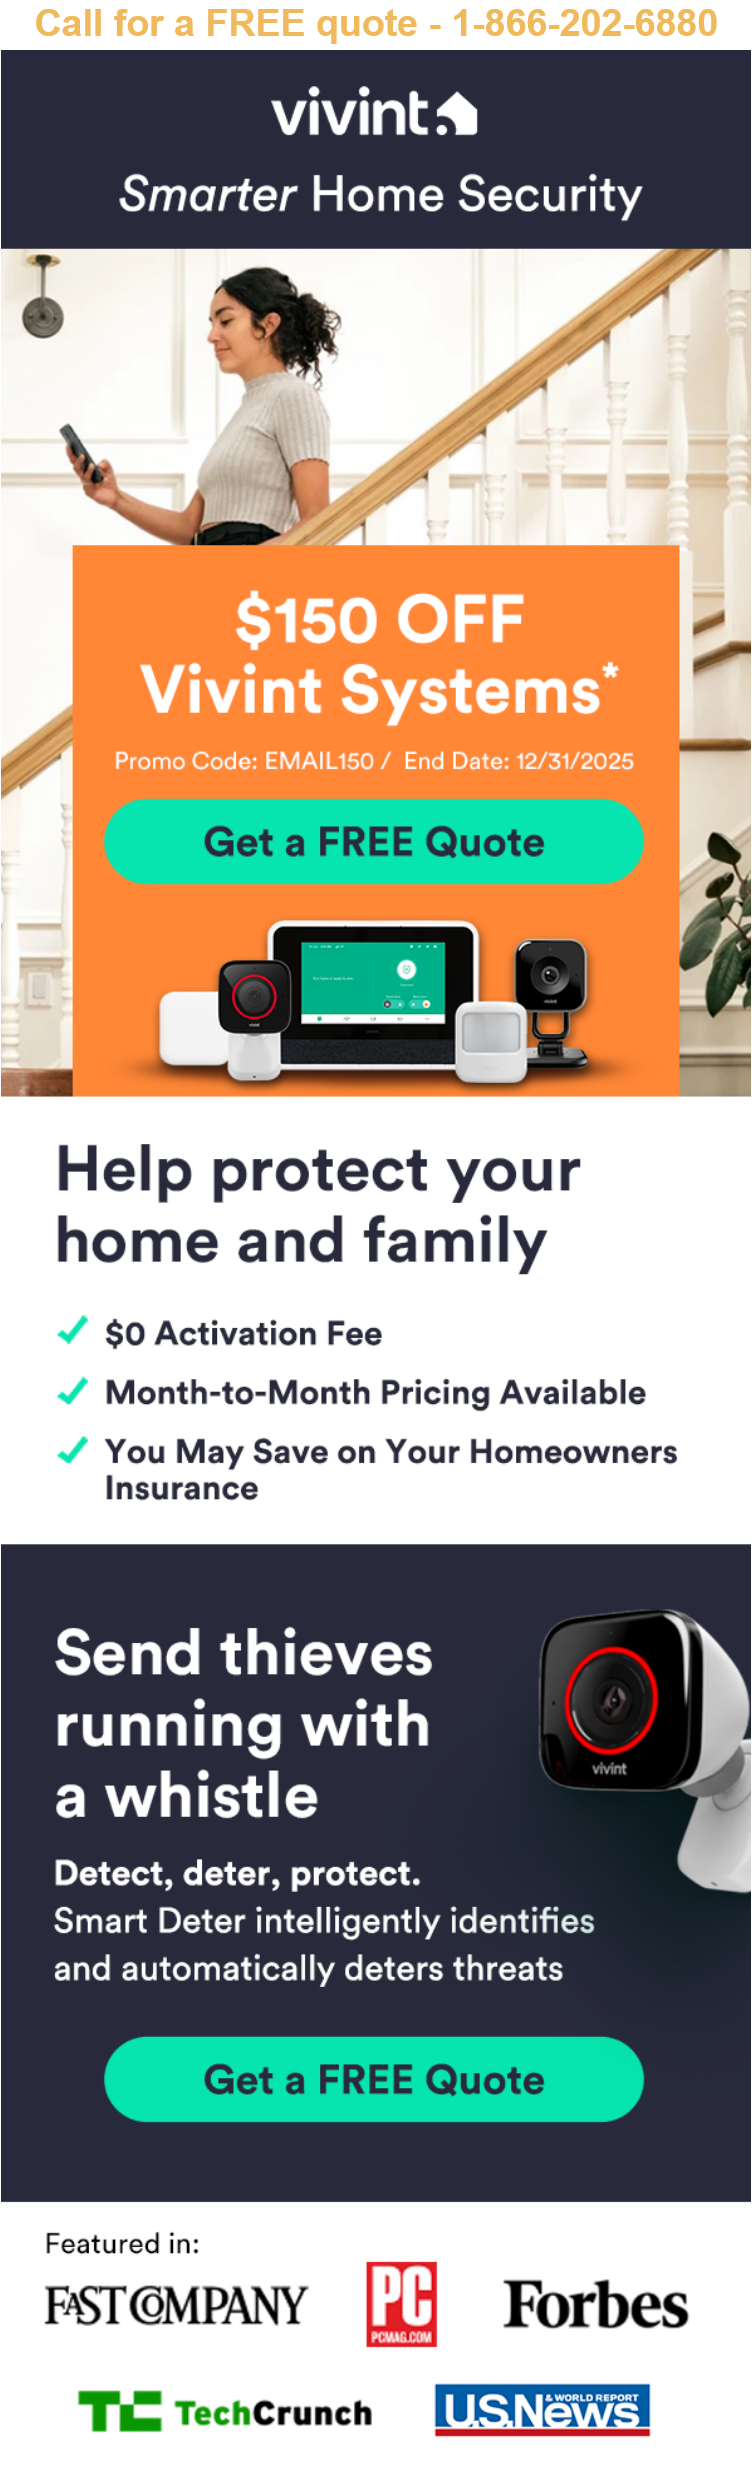 Call for a FREE quote - 1-866-202-6880
vivint
Smarter Home Security
$150 OFF
Vivint Systems*
Promo Code: EMAIL150 / End Date: 12/31/2025
Get a FREE Quote
vivint
vivint
Help protect your
home and family
$0 Activation Fee
Month-to-Month Pricing Available
You May Save on Your Homeowners
Insurance
Send thieves
running with
a whistle
vivint
Detect, deter, protect.
Smart Deter intelligently identifies
and automatically deters threats
Get a FREE Quote
Featured in:
FAST COMPANY
PC
PCMAG.COM
Forbes
TC TechCrunch
U.S.News
& WORLD REPORT